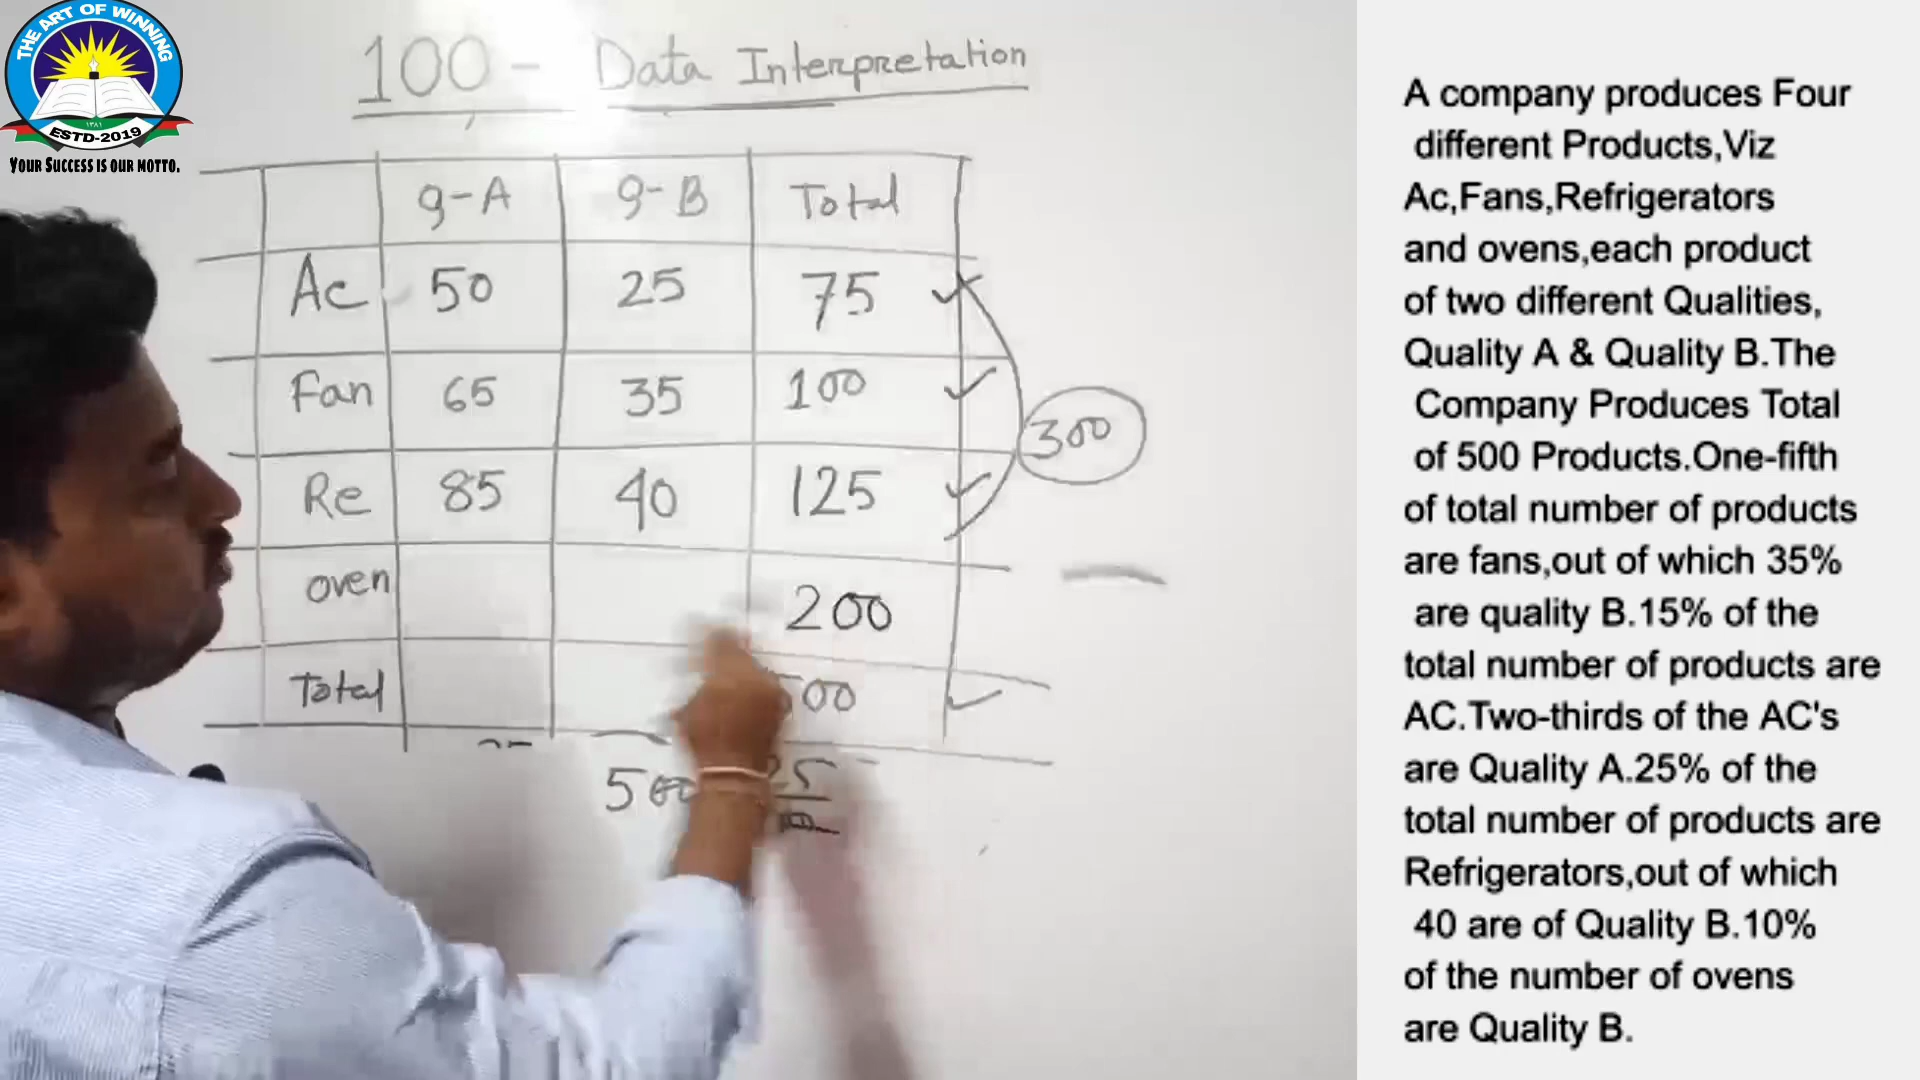 THE ART OF WINNING
ESTD-2019
YOUR SUCCESS IS OUR MOTTO.
100 - Data Interpretation
q-A q-B Total
Ac 50 25 75
Fan 65 35 100
300
Re 85 40 125
oven 200
Total 500
500 25
A company produces Four
different Products,Viz
Ac,Fans,Refrigerators
and ovens,each product
of two different Qualities,
Quality A & Quality B.The
Company Produces Total
of 500 Products.One-fifth
of total number of products
are fans,out of which 35%
are quality B.15% of the
total number of products are
AC.Two-thirds of the AC's
are Quality A.25% of the
total number of products are
Refrigerators,out of which
40 are of Quality B.10%
of the number of ovens
are Quality B.